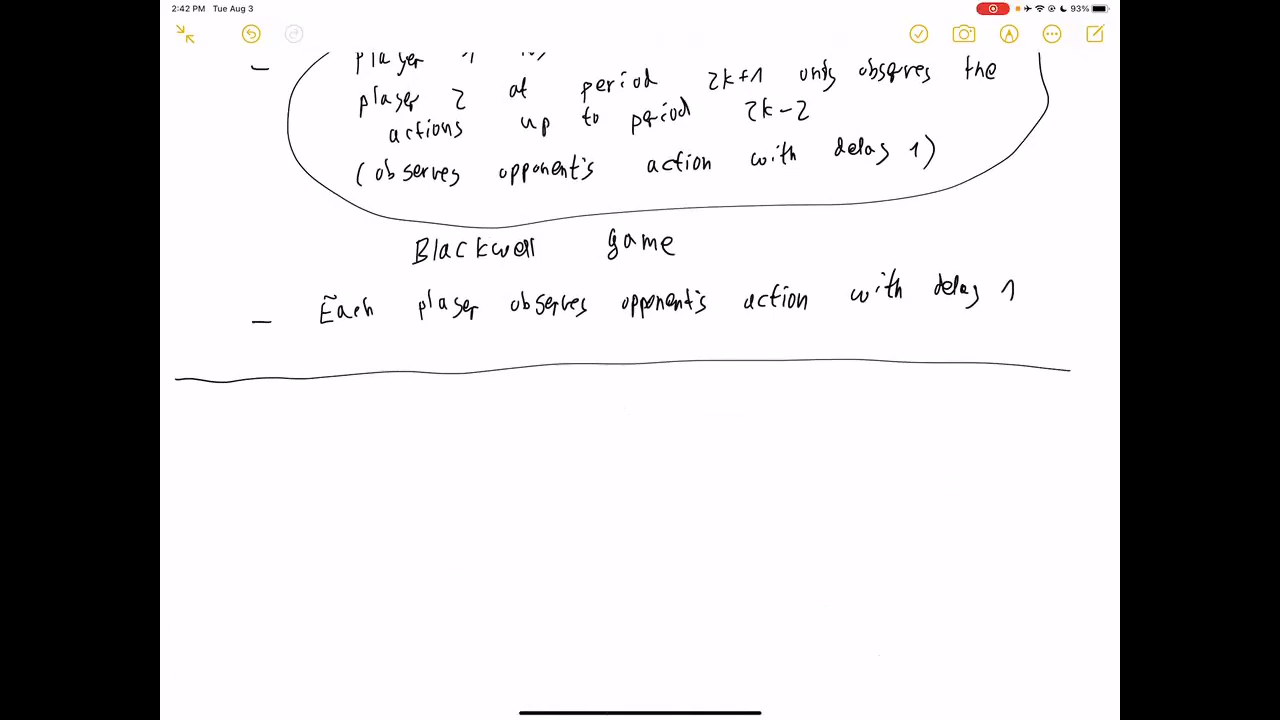 2:42 PM Tue Aug 3
93%
— player
player 2 at period 2k+1 only observes the
actions up to period 2k-2
(observes opponent's action with delay 1)
Blackwell game
— Each player observes opponent's action with delay 1